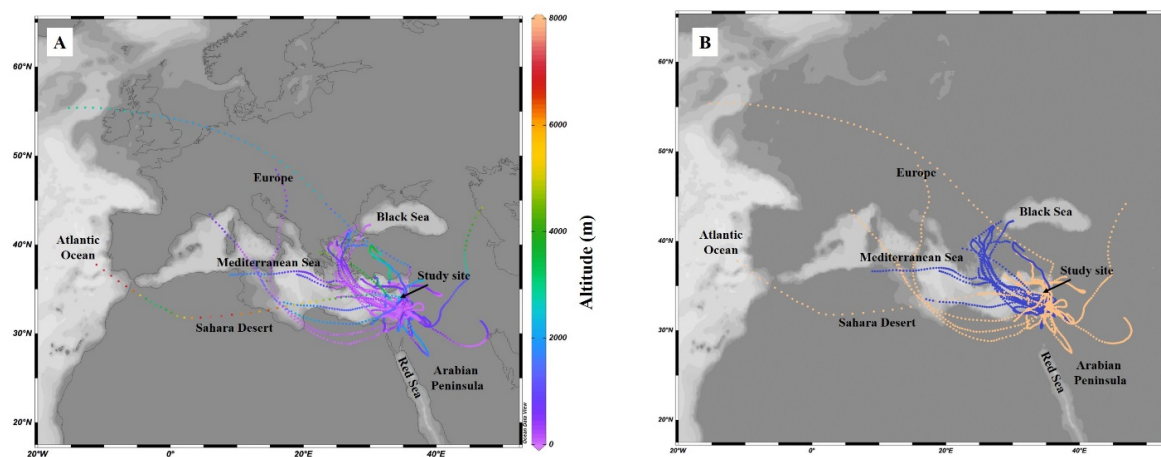 A
60°N
50°N
40°N
30°N
20°N
20°W
0°
20°E
40°E
Europe
Black Sea
Atlantic
Ocean
Mediterranean Sea
Study site
Sahara Desert
Red Sea
Arabian
Peninsula
Ocean Data View
8000
6000
4000
2000
0
Altitude (m)
B
60°N
50°N
40°N
30°N
20°N
20°W
0°
20°E
40°E
Europe
Black Sea
Atlantic
Ocean
Mediterranean Sea
Study site
Sahara Desert
Red Sea
Arabian
Peninsula